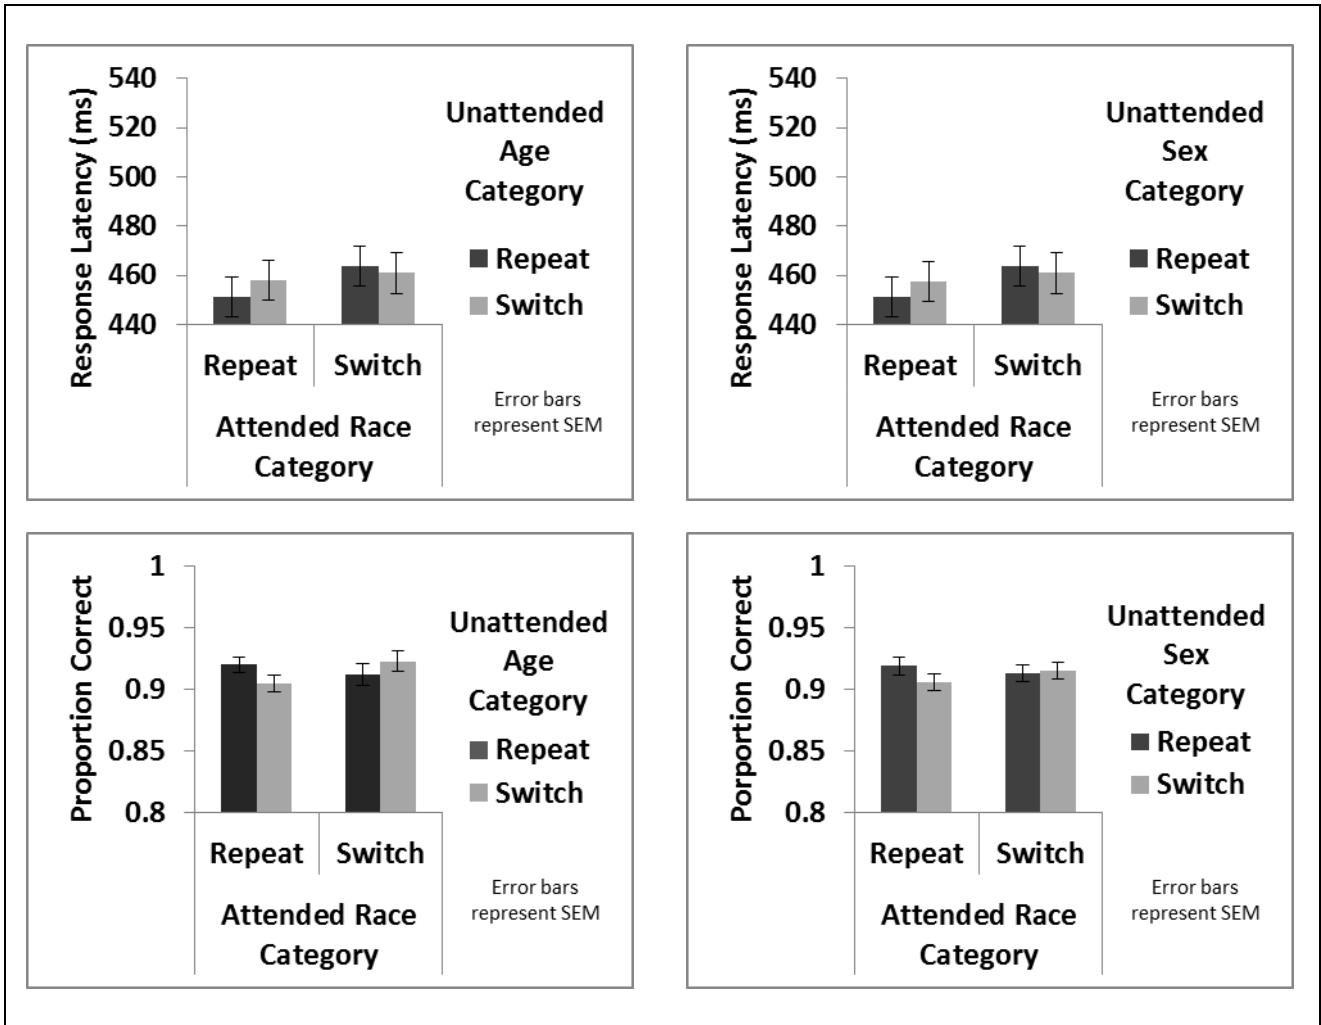 540
520
500
480
460
440
Response Latency (ms)
Repeat
Switch
Attended Race
Category
Unattended
Age
Category
Repeat
Switch
Error bars
represent SEM
540
520
500
480
460
440
Response Latency (ms)
Repeat
Switch
Attended Race
Category
Unattended
Sex
Category
Repeat
Switch
Error bars
represent SEM
1
0.95
0.9
0.85
0.8
Proportion Correct
Repeat
Switch
Attended Race
Category
Unattended
Age
Category
Repeat
Switch
Error bars
represent SEM
1
0.95
0.9
0.85
0.8
Porportion Correct
Repeat
Switch
Attended Race
Category
Unattended
Sex
Category
Repeat
Switch
Error bars
represent SEM